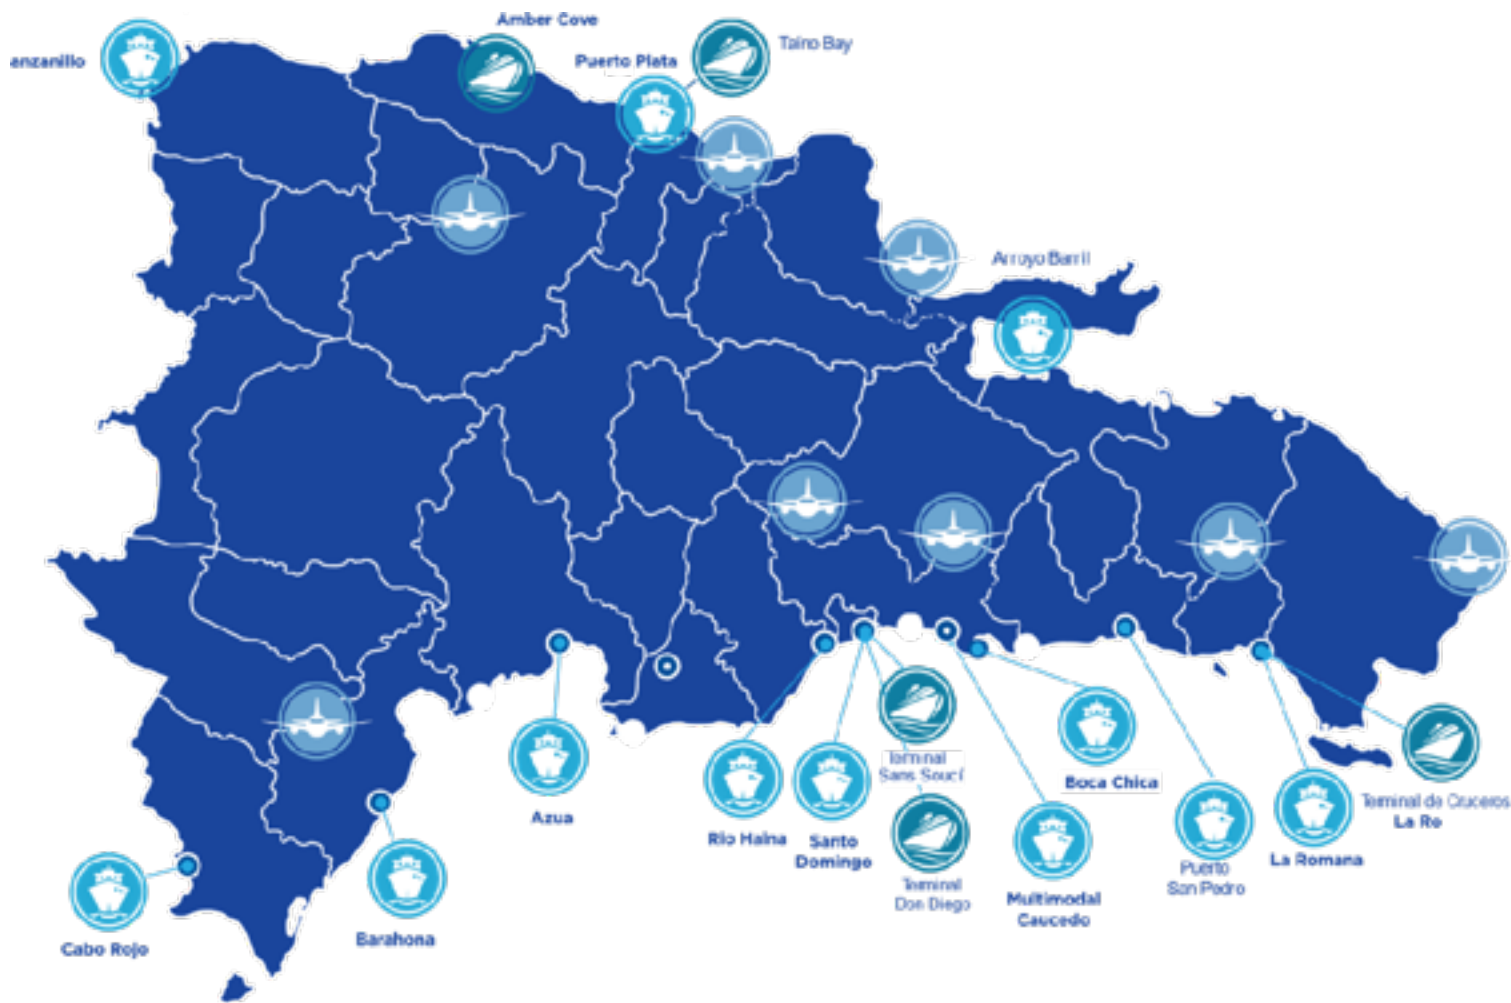 Amber Cove
Taino Bay
anzanillo
Puerto Plata
Arroyo Barril
Terminal
Sans Soucí
Boca Chica
Azua
Rio Haina
Santo
Domingo
Terminal
Don Diego
Multimodal
Caucedo
Puerto
San Pedro
La Romana
Terminal de Cruceros
La Ro
Cabo Rojo
Barahona